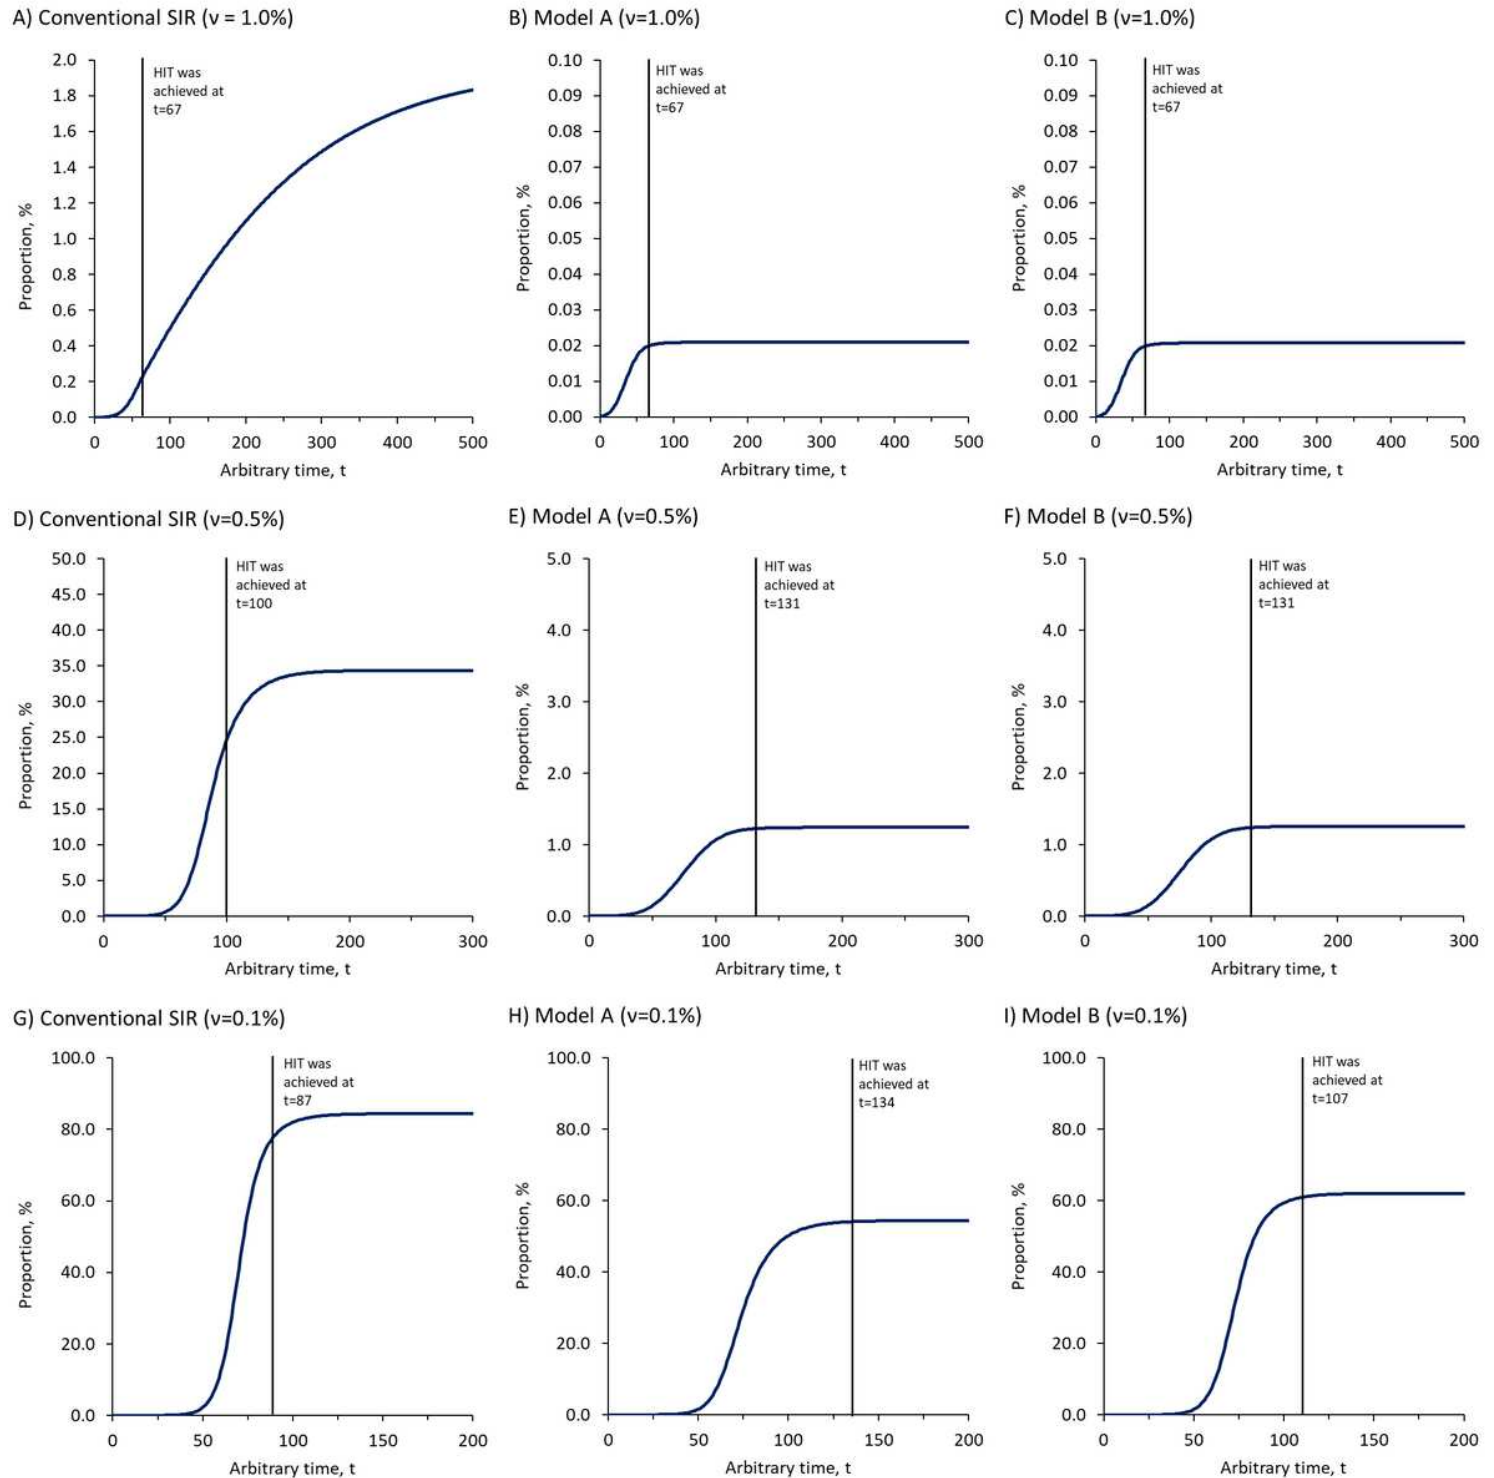 A) Conventional SIR (ν = 1.0%)
2.0
1.8
1.6
1.4
1.2
1.0
0.8
0.6
0.4
0.2
0.0
Proportion, %
HIT was
achieved at
t=67
0 100 200 300 400 500
Arbitrary time, t
B) Model A (ν=1.0%)
0.10
0.09
0.08
0.07
0.06
0.05
0.04
0.03
0.02
0.01
0.00
Proportion, %
HIT was
achieved at
t=67
0 100 200 300 400 500
Arbitrary time, t
C) Model B (ν=1.0%)
0.10
0.09
0.08
0.07
0.06
0.05
0.04
0.03
0.02
0.01
0.00
Proportion, %
HIT was
achieved at
t=67
0 100 200 300 400 500
Arbitrary time, t
D) Conventional SIR (ν=0.5%)
50.0
45.0
40.0
35.0
30.0
25.0
20.0
15.0
10.0
5.0
0.0
Proportion, %
HIT was
achieved at
t=100
0 100 200 300
Arbitrary time, t
E) Model A (ν=0.5%)
5.0
4.0
3.0
2.0
1.0
0.0
Proportion, %
HIT was
achieved at
t=131
0 100 200 300
Arbitrary time, t
F) Model B (ν=0.5%)
5.0
4.0
3.0
2.0
1.0
0.0
Proportion, %
HIT was
achieved at
t=131
0 100 200 300
Arbitrary time, t
G) Conventional SIR (ν=0.1%)
100.0
80.0
60.0
40.0
20.0
0.0
Proportion, %
HIT was
achieved at
t=87
0 50 100 150 200
Arbitrary time, t
H) Model A (ν=0.1%)
100.0
80.0
60.0
40.0
20.0
0.0
Proportion, %
HIT was
achieved at
t=134
0 50 100 150 200
Arbitrary time, t
I) Model B (ν=0.1%)
100.0
80.0
60.0
40.0
20.0
0.0
Proportion, %
HIT was
achieved at
t=107
0 50 100 150 200
Arbitrary time, t